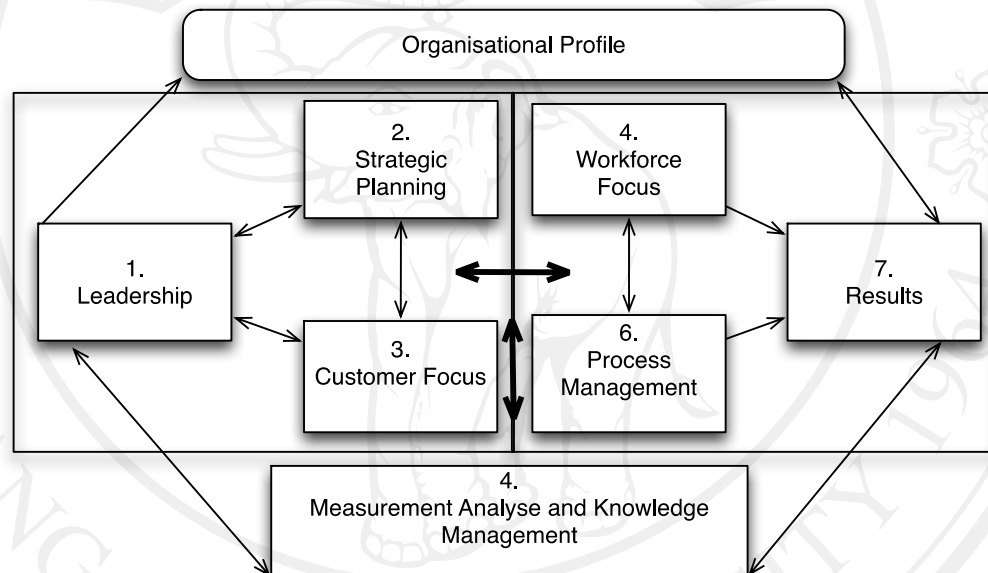 Organisational Profile
2.
Strategic
Planning
4.
Workforce
Focus
1.
Leadership
7.
Results
3.
Customer Focus
6.
Process
Management
4.
Measurement Analyse and Knowledge
Management